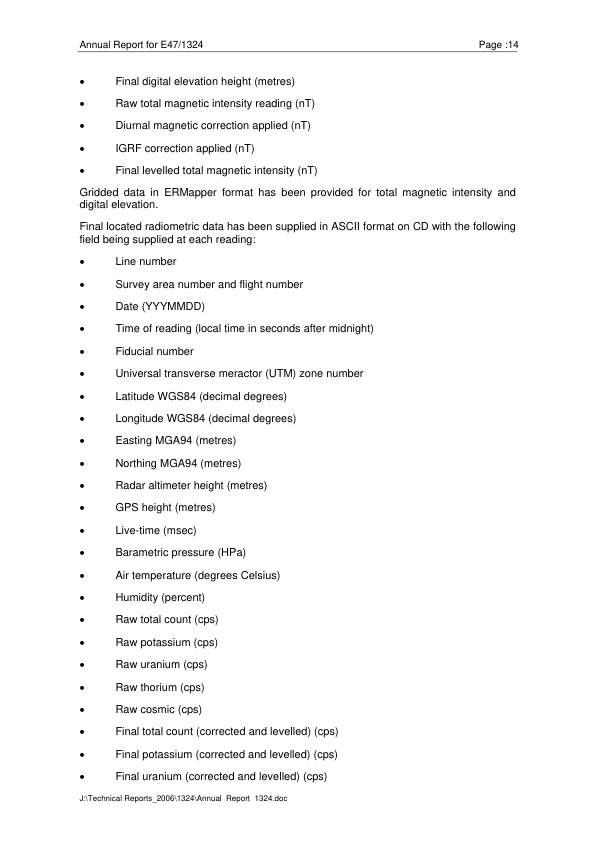 Annual Report for E47/1324 Page :14
• Final digital elevation height (metres)
• Raw total magnetic intensity reading (nT)
• Diurnal magnetic correction applied (nT)
• IGRF correction applied (nT)
• Final levelled total magnetic intensity (nT)
Gridded data in ERMapper format has been provided for total magnetic intensity and
digital elevation.
Final located radiometric data has been supplied in ASCII format on CD with the following
field being supplied at each reading:
• Line number
• Survey area number and flight number
• Date (YYYMMDD)
• Time of reading (local time in seconds after midnight)
• Fiducial number
• Universal transverse meractor (UTM) zone number
• Latitude WGS84 (decimal degrees)
• Longitude WGS84 (decimal degrees)
• Easting MGA94 (metres)
• Northing MGA94 (metres)
• Radar altimeter height (metres)
• GPS height (metres)
• Live-time (msec)
• Barametric pressure (HPa)
• Air temperature (degrees Celsius)
• Humidity (percent)
• Raw total count (cps)
• Raw potassium (cps)
• Raw uranium (cps)
• Raw thorium (cps)
• Raw cosmic (cps)
• Final total count (corrected and levelled) (cps)
• Final potassium (corrected and levelled) (cps)
• Final uranium (corrected and levelled) (cps)
J:\Technical Reports_2006\1324\Annual Report 1324.doc